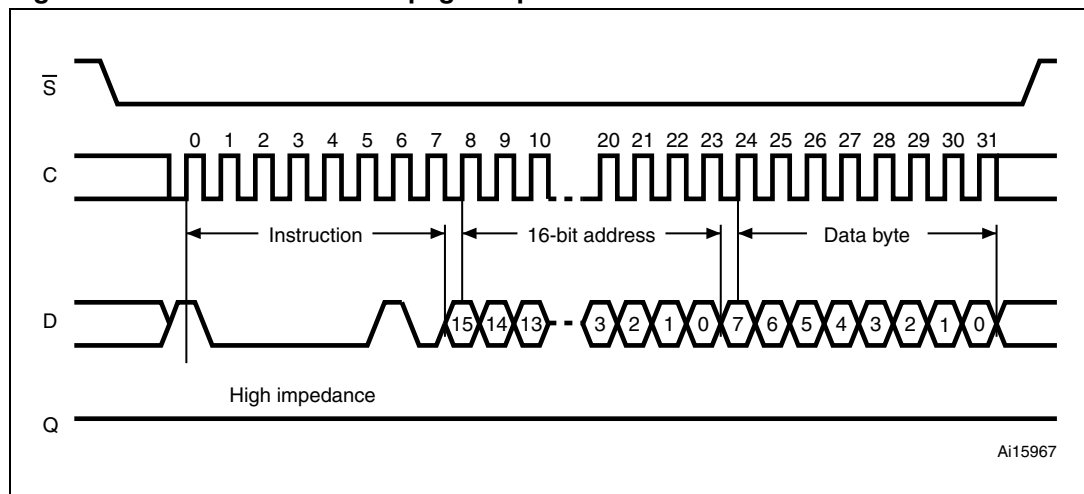 S̅
0 1 2 3 4 5 6 7 8 9 10 20 21 22 23 24 25 26 27 28 29 30 31
C
Instruction 16-bit address Data byte
D 15 14 13 3 2 1 0 7 6 5 4 3 2 1 0
High impedance
Q
Ai15967